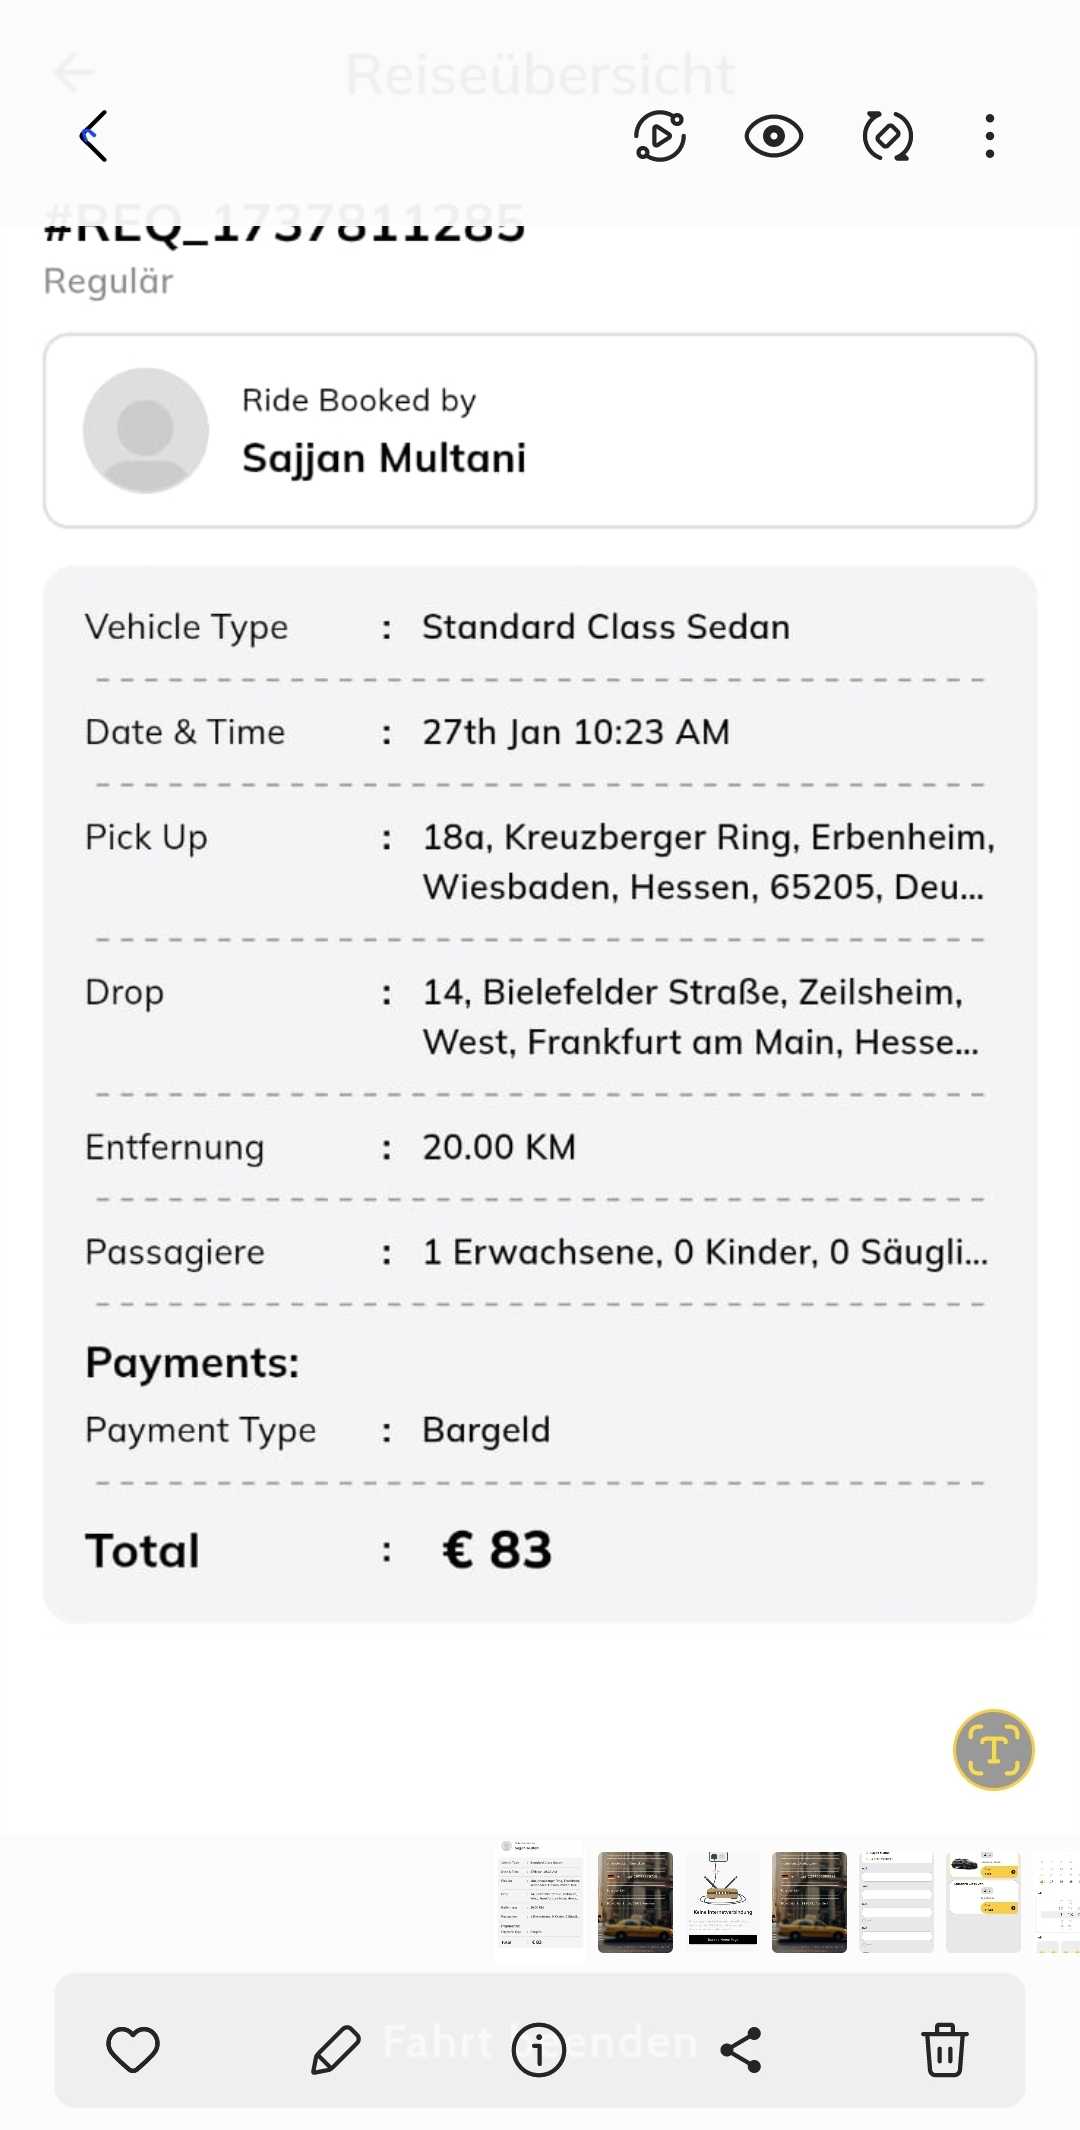 Reiseübersicht
#REQ_1737811285
Regulär
Ride Booked by
Sajjan Multani
Vehicle Type : Standard Class Sedan
Date & Time : 27th Jan 10:23 AM
Pick Up : 18a, Kreuzberger Ring, Erbenheim,
Wiesbaden, Hessen, 65205, Deu...
Drop : 14, Bielefelder Straße, Zeilsheim,
West, Frankfurt am Main, Hesse...
Entfernung : 20.00 KM
Passagiere : 1 Erwachsene, 0 Kinder, 0 Säugli...
Payments:
Payment Type : Bargeld
Total : € 83
T
Keine Internetverbindung
Fahrt beenden